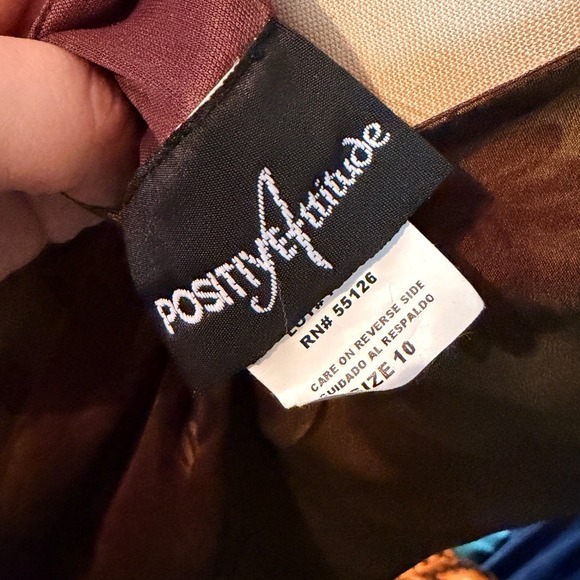 POSITIVE Attitude
RN# 55126
CARE ON REVERSE SIDE
CUIDADO AL RESPALDO
SIZE 10